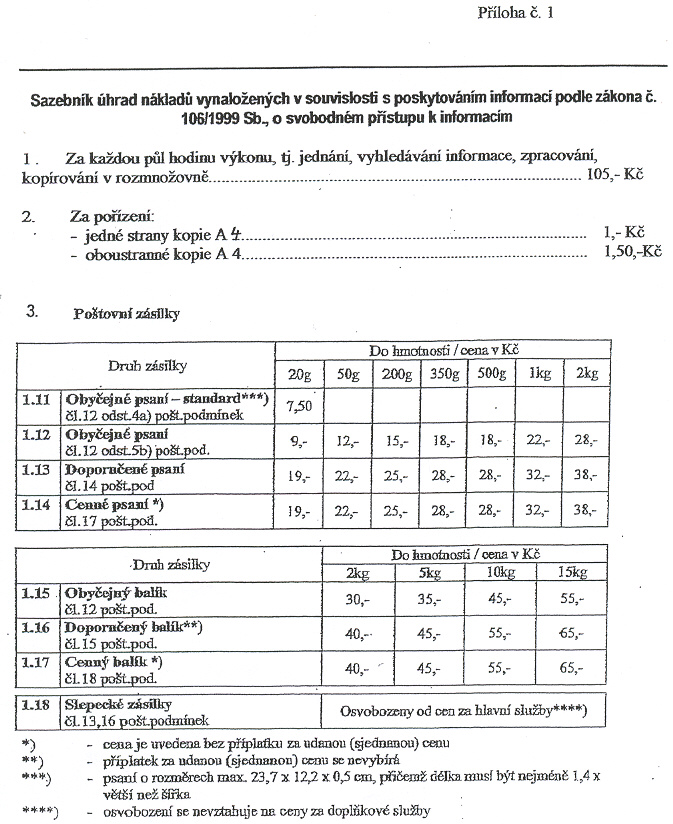 Příloha č. 1
Sazebník úhrad nákladů vynaložených v souvislosti s poskytováním informací podle zákona č.
106/1999 Sb., o svobodném přístupu k informacím
1 . Za každou půl hodinu výkonu, tj. jednání, vyhledávání informace, zpracování,
kopírování v rozmnožovně.......................................................................... 105,- Kč
2. Za pořízení:
- jedné strany kopie A 4.................................................................... 1,- Kč
- oboustranné kopie A 4.................................................................... 1,50,-Kč
3. Poštovní zásilky
Druh zásilky Do hmotnosti / cena v Kč
20g 50g 200g 350g 500g 1kg 2kg
1.11 Obyčejné psaní – standard***)
čl.12 odst.4a) pošt.podmínek 7,50
1.12 Obyčejné psaní
čl.12 odst.5b) pošt.pod. 9,- 12,- 15,- 18,- 18,- 22,- 28,-
1.13 Doporučené psaní
čl.14 pošt.pod 19,- 22,- 25,- 28,- 28,- 32,- 38,-
1.14 Cenné psaní *)
čl.17 pošt.pod. 19,- 22,- 25,- 28,- 28,- 32,- 38,-
Druh zásilky Do hmotnosti / cena v Kč
2kg 5kg 10kg 15kg
1.15 Obyčejný balík
čl.12 pošt.pod. 30,- 35,- 45,- 55,-
1.16 Doporučený balík**)
čl.15 pošt.pod. 40,- 45,- 55,- 65,-
1.17 Cenný balík *)
čl.18 pošt.pod. 40,- 45,- 55,- 65,-
1.18 Slepecké zásilky
čl.13,16 pošt.podmínek Osvobozeny od cen za hlavní služby****)
*) - cena je uvedena bez příplatku za udanou (sjednanou) cenu
**) - příplatek za udanou (sjednanou) cenu se nevybírá
***) - psaní o rozměrech max. 23,7 x 12,2 x 0,5 cm, přičemž délka musí být nejméně 1,4 x
větší než šířka
****) - osvobození se nevztahuje na ceny za doplňkové služby